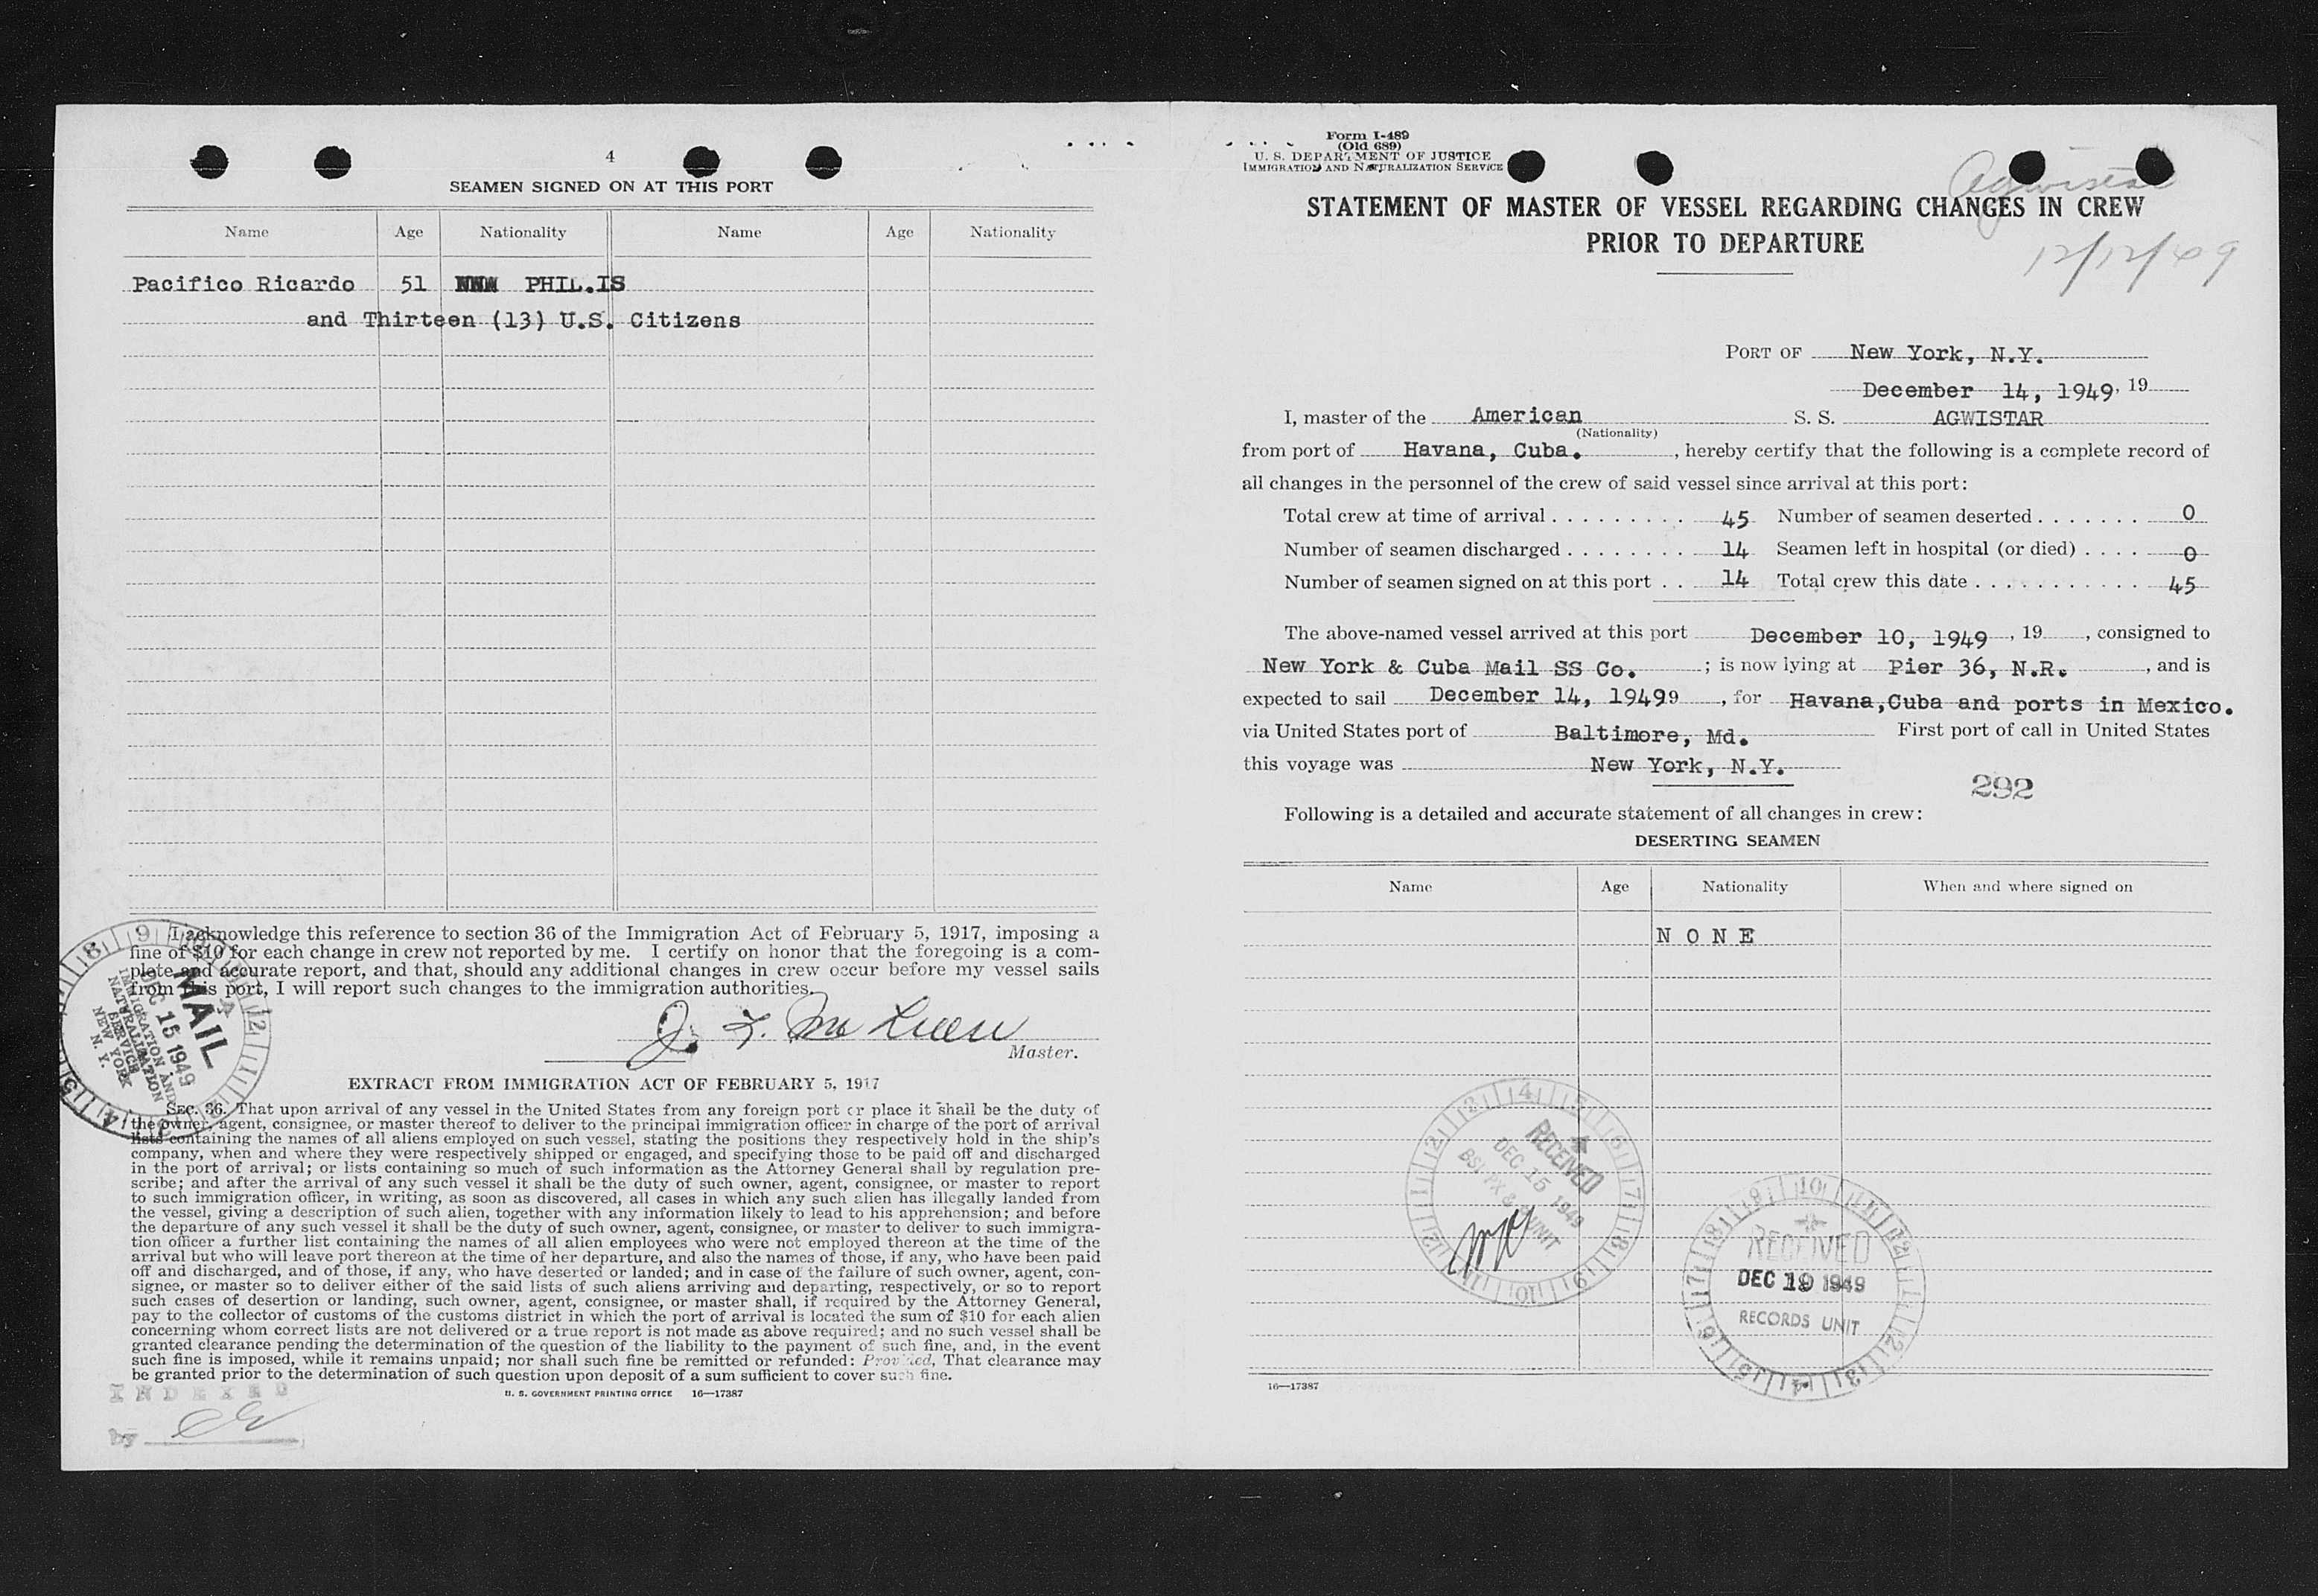 4
SEAMEN SIGNED ON AT THIS PORT
Name Age Nationality Name Age Nationality
Pacifico Ricardo 51 PHIL.IS
and Thirteen (13) U.S. Citizens
I acknowledge this reference to section 36 of the Immigration Act of February 5, 1917, imposing a
fine of $10 for each change in crew not reported by me. I certify on honor that the foregoing is a com-
plete and accurate report, and that, should any additional changes in crew occur before my vessel sails
from this port, I will report such changes to the immigration authorities.
Master.
MAIL
DEC 15 1949
IMMIGRATION AND
NATURALIZATION
SERVICE
NEW YORK
N. Y.
EXTRACT FROM IMMIGRATION ACT OF FEBRUARY 5, 1917
SEC. 36. That upon arrival of any vessel in the United States from any foreign port or place it shall be the duty of
the owner, agent, consignee, or master thereof to deliver to the principal immigration officer in charge of the port of arrival
lists containing the names of all aliens employed on such vessel, stating the positions they respectively hold in the ship's
company, when and where they were respectively shipped or engaged, and specifying those to be paid off and discharged
in the port of arrival; or lists containing so much of such information as the Attorney General shall by regulation pre-
scribe; and after the arrival of any such vessel it shall be the duty of such owner, agent, consignee, or master to report
to such immigration officer, in writing, as soon as discovered, all cases in which any such alien has illegally landed from
the vessel, giving a description of such alien, together with any information likely to lead to his apprehension; and before
the departure of any such vessel it shall be the duty of such owner, agent, consignee, or master to deliver to such immigra-
tion officer a further list containing the names of all alien employees who were not employed thereon at the time of the
arrival but who will leave port thereon at the time of her departure, and also the names of those, if any, who have been paid
off and discharged, and of those, if any, who have deserted or landed; and in case of the failure of such owner, agent, con-
signee, or master so to deliver either of the said lists of such aliens arriving and departing, respectively, or so to report
such cases of desertion or landing, such owner, agent, consignee, or master shall, if required by the Attorney General,
pay to the collector of customs of the customs district in which the port of arrival is located the sum of $10 for each alien
concerning whom correct lists are not delivered or a true report is not made as above required; and no such vessel shall be
granted clearance pending the determination of the question of the liability to the payment of such fine, and, in the event
such fine is imposed, while it remains unpaid; nor shall such fine be remitted or refunded: Provided, That clearance may
be granted prior to the determination of such question upon deposit of a sum sufficient to cover such fine.
U. S. GOVERNMENT PRINTING OFFICE 16—17387
INDEXED
by
Form I-489
(Old 689)
U. S. DEPARTMENT OF JUSTICE
IMMIGRATION AND NATURALIZATION SERVICE
Agwistar
STATEMENT OF MASTER OF VESSEL REGARDING CHANGES IN CREW
PRIOR TO DEPARTURE
12/12/49
PORT OF New York, N.Y.
December 14, 1949, 19
I, master of the American S. S. AGWISTAR
(Nationality)
from port of Havana, Cuba. , hereby certify that the following is a complete record of
all changes in the personnel of the crew of said vessel since arrival at this port:
Total crew at time of arrival . . . . . . . . . 45 Number of seamen deserted . . . . . . . 0
Number of seamen discharged . . . . . . . . 14 Seamen left in hospital (or died) . . . . 0
Number of seamen signed on at this port . . 14 Total crew this date . . . . . . . . . . . 45
The above-named vessel arrived at this port December 10, 1949 , 19 , consigned to
New York & Cuba Mail SS Co. ; is now lying at Pier 36, N.R. , and is
expected to sail December 14, 19499 , for Havana,Cuba and ports in Mexico.
via United States port of Baltimore, Md. First port of call in United States
this voyage was New York, N.Y.
292
Following is a detailed and accurate statement of all changes in crew:
DESERTING SEAMEN
Name Age Nationality When and where signed on
N O N E
RECEIVED
DEC 15 1949
RECEIVED
DEC 19 1949
RECORDS UNIT
16—17387